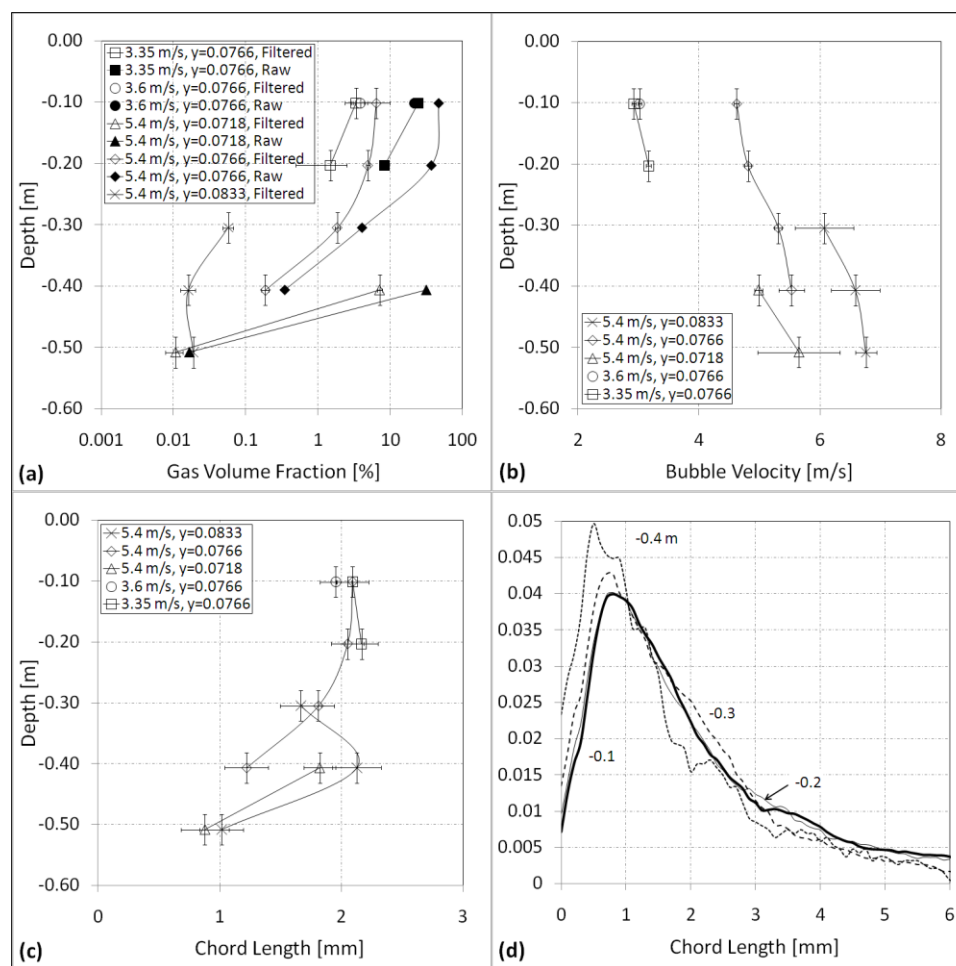 0.00
-0.10
-0.20
-0.30
-0.40
-0.50
-0.60
Depth [m]
3.35 m/s, y=0.0766, Filtered
3.35 m/s, y=0.0766, Raw
3.6 m/s, y=0.0766, Filtered
3.6 m/s, y=0.0766, Raw
5.4 m/s, y=0.0718, Filtered
5.4 m/s, y=0.0718, Raw
5.4 m/s, y=0.0766, Filtered
5.4 m/s, y=0.0766, Raw
5.4 m/s, y=0.0833, Filtered
0.001 0.01 0.1 1 10 100
(a) Gas Volume Fraction [%]
0.00
-0.10
-0.20
-0.30
-0.40
-0.50
-0.60
Depth [m]
5.4 m/s, y=0.0833
5.4 m/s, y=0.0766
5.4 m/s, y=0.0718
3.6 m/s, y=0.0766
3.35 m/s, y=0.0766
2 4 6 8
(b) Bubble Velocity [m/s]
0.00
-0.10
-0.20
-0.30
-0.40
-0.50
-0.60
Depth [m]
5.4 m/s, y=0.0833
5.4 m/s, y=0.0766
5.4 m/s, y=0.0718
3.6 m/s, y=0.0766
3.35 m/s, y=0.0766
0 1 2 3
(c) Chord Length [mm]
0.05
0.045
0.04
0.035
0.03
0.025
0.02
0.015
0.01
0.005
0
-0.4 m
-0.3
-0.1
-0.2
0 1 2 3 4 5 6
(d) Chord Length [mm]